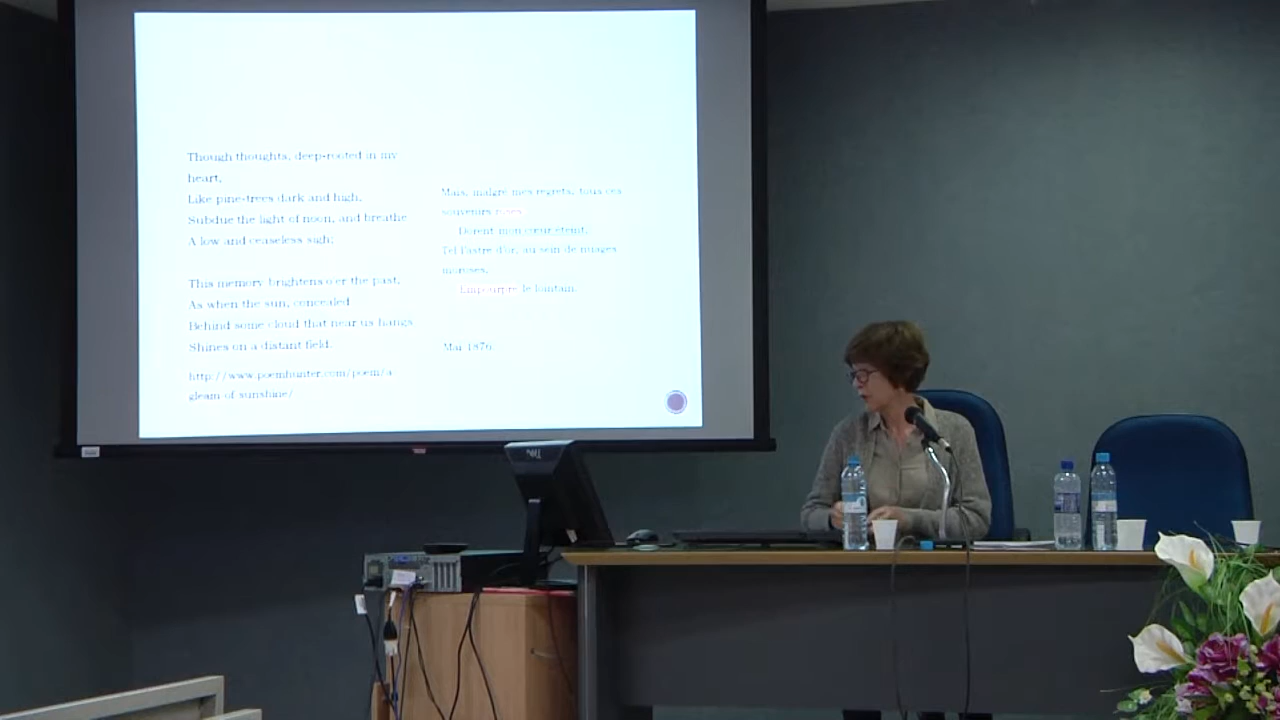 Though thoughts, deep-rooted in my
heart,
Like pine-trees dark and high,
Subdue the light of noon, and breathe
A low and ceaseless sigh;
This memory brightens o'er the past,
As when the sun, concealed
Behind some cloud that near us hangs
Shines on a distant field.
http://www.poemhunter.com/poem/a-
gleam-of-sunshine/
Mais, malgré mes regrets, tous ces
souvenirs roses
Dorent mon cœur éteint,
Tel l'astre d'or, au sein de nuages
moroses,
Empourpre le lointain.
Mai 1876.